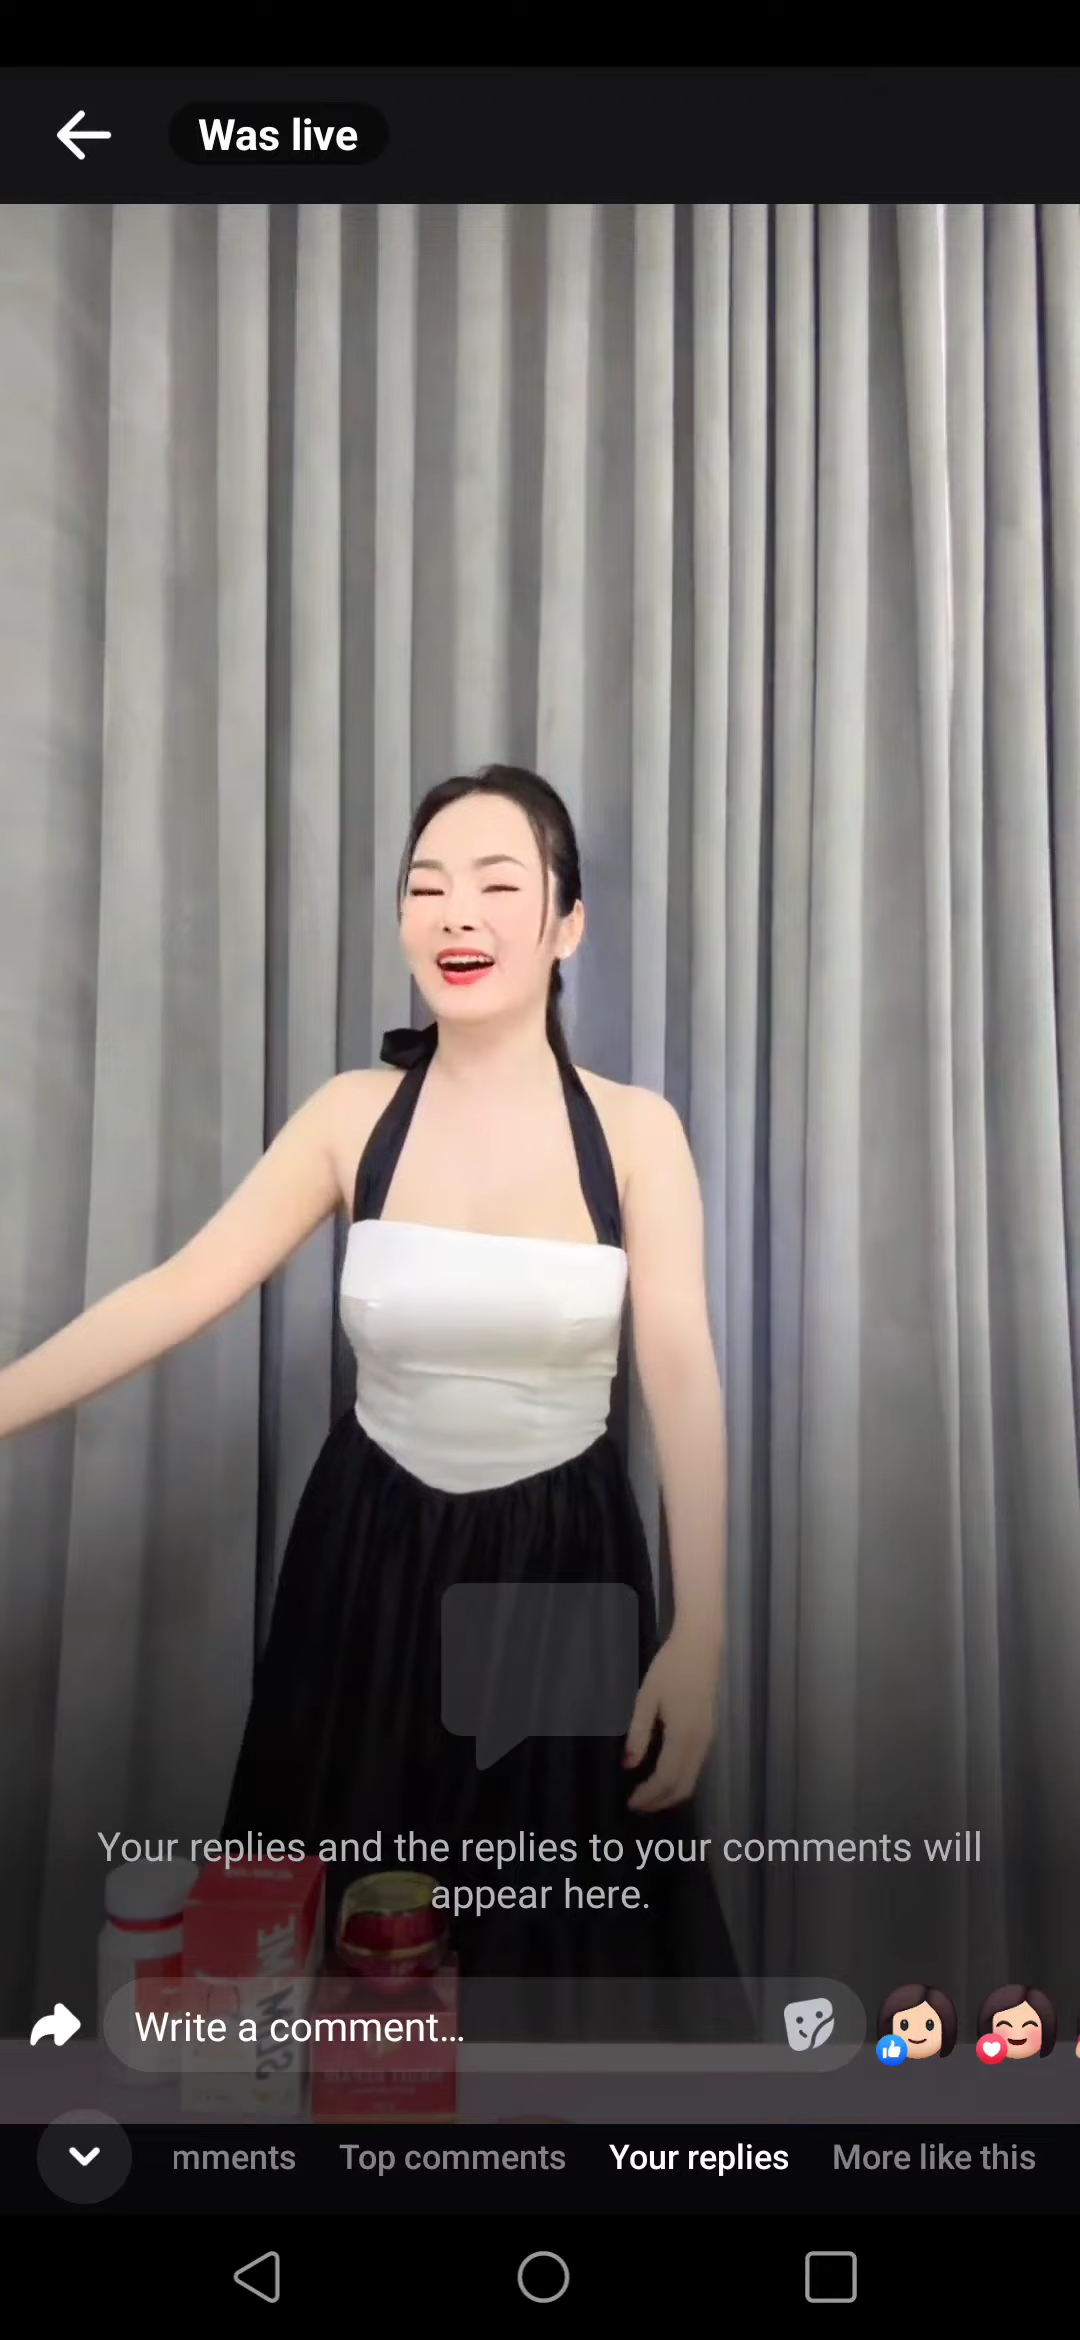 Was live
Your replies and the replies to your comments will
appear here.
Write a comment...
mments
Top comments
Your replies
More like this